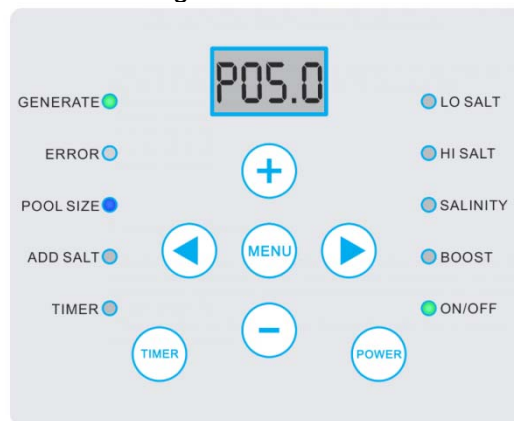 P05.0
GENERATE
LO SALT
ERROR
HI SALT
+
POOL SIZE
SALINITY
ADD SALT
MENU
BOOST
TIMER
ON/OFF
−
TIMER
POWER